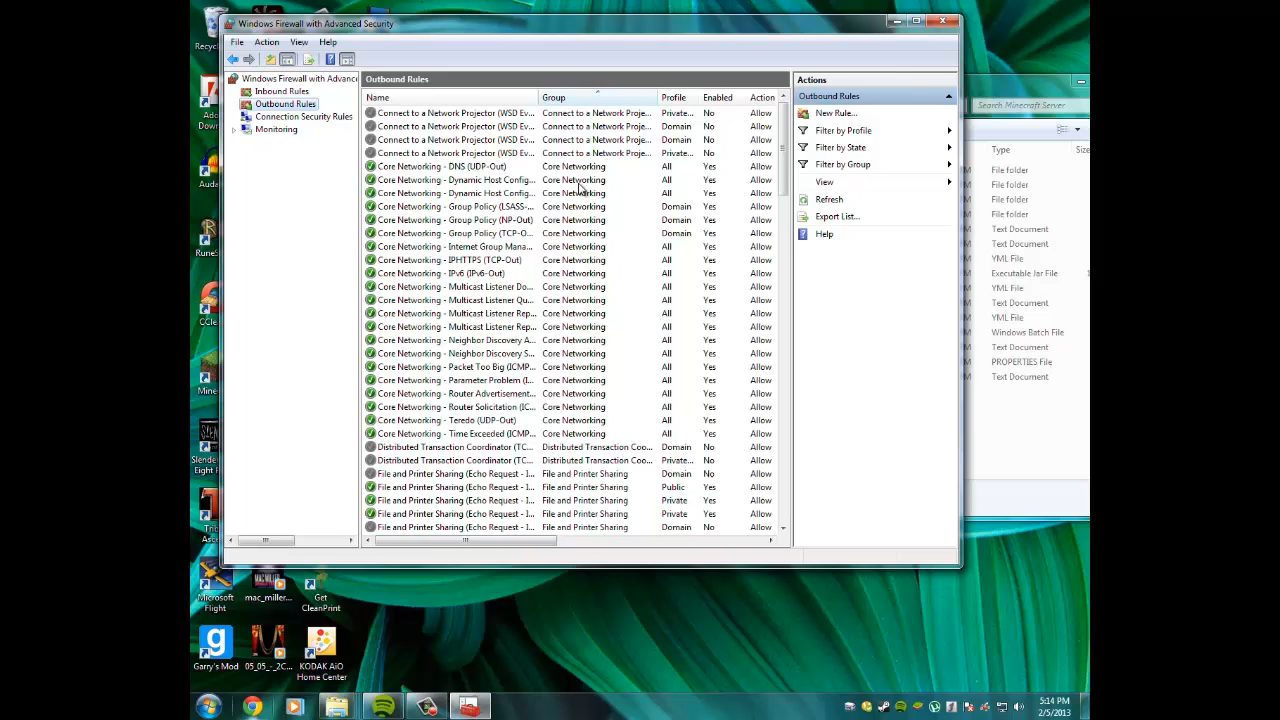 Windows Firewall with Advanced Security
File Action View Help
Windows Firewall with Advanc
Inbound Rules
Outbound Rules
Connection Security Rules
Monitoring
Outbound Rules
Name Group Profile Enabled Action
Connect to a Network Projector (WSD Ev... Connect to a Network Proje... Private... No Allow
Connect to a Network Projector (WSD Ev... Connect to a Network Proje... Domain No Allow
Connect to a Network Projector (WSD Ev... Connect to a Network Proje... Domain No Allow
Connect to a Network Projector (WSD Ev... Connect to a Network Proje... Private... No Allow
Core Networking - DNS (UDP-Out) Core Networking All Yes Allow
Core Networking - Dynamic Host Config... Core Networking All Yes Allow
Core Networking - Dynamic Host Config... Core Networking All Yes Allow
Core Networking - Group Policy (LSASS-... Core Networking Domain Yes Allow
Core Networking - Group Policy (NP-Out) Core Networking Domain Yes Allow
Core Networking - Group Policy (TCP-O... Core Networking Domain Yes Allow
Core Networking - Internet Group Mana... Core Networking All Yes Allow
Core Networking - IPHTTPS (TCP-Out) Core Networking All Yes Allow
Core Networking - IPv6 (IPv6-Out) Core Networking All Yes Allow
Core Networking - Multicast Listener Do... Core Networking All Yes Allow
Core Networking - Multicast Listener Qu... Core Networking All Yes Allow
Core Networking - Multicast Listener Rep... Core Networking All Yes Allow
Core Networking - Multicast Listener Rep... Core Networking All Yes Allow
Core Networking - Neighbor Discovery A... Core Networking All Yes Allow
Core Networking - Neighbor Discovery S... Core Networking All Yes Allow
Core Networking - Packet Too Big (ICMP... Core Networking All Yes Allow
Core Networking - Parameter Problem (I... Core Networking All Yes Allow
Core Networking - Router Advertisement... Core Networking All Yes Allow
Core Networking - Router Solicitation (IC... Core Networking All Yes Allow
Core Networking - Teredo (UDP-Out) Core Networking All Yes Allow
Core Networking - Time Exceeded (ICMP... Core Networking All Yes Allow
Distributed Transaction Coordinator (TC... Distributed Transaction Coo... Domain No Allow
Distributed Transaction Coordinator (TC... Distributed Transaction Coo... Private... No Allow
File and Printer Sharing (Echo Request - I... File and Printer Sharing Domain No Allow
File and Printer Sharing (Echo Request - I... File and Printer Sharing Public Yes Allow
File and Printer Sharing (Echo Request - I... File and Printer Sharing Private Yes Allow
File and Printer Sharing (Echo Request - I... File and Printer Sharing Private Yes Allow
File and Printer Sharing (Echo Request - I... File and Printer Sharing Domain No Allow
Actions
Outbound Rules
New Rule...
Filter by Profile
Filter by State
Filter by Group
View
Refresh
Export List...
Help
Search Minecraft Server
Type Size
File folder
File folder
File folder
File folder
Text Document
Text Document
YML File
Executable Jar File
YML File
Text Document
YML File
Windows Batch File
Text Document
PROPERTIES File
Text Document
Recyc
Ado
Down
Auda
RuneS
CCle
Mine
Slende
Eight P
Trib
Asce
Microsoft
Flight
mac_miller...
Get
CleanPrint
Garry's Mod
05_05_-_2C...
KODAK AiO
Home Center
5:14 PM
2/5/2013